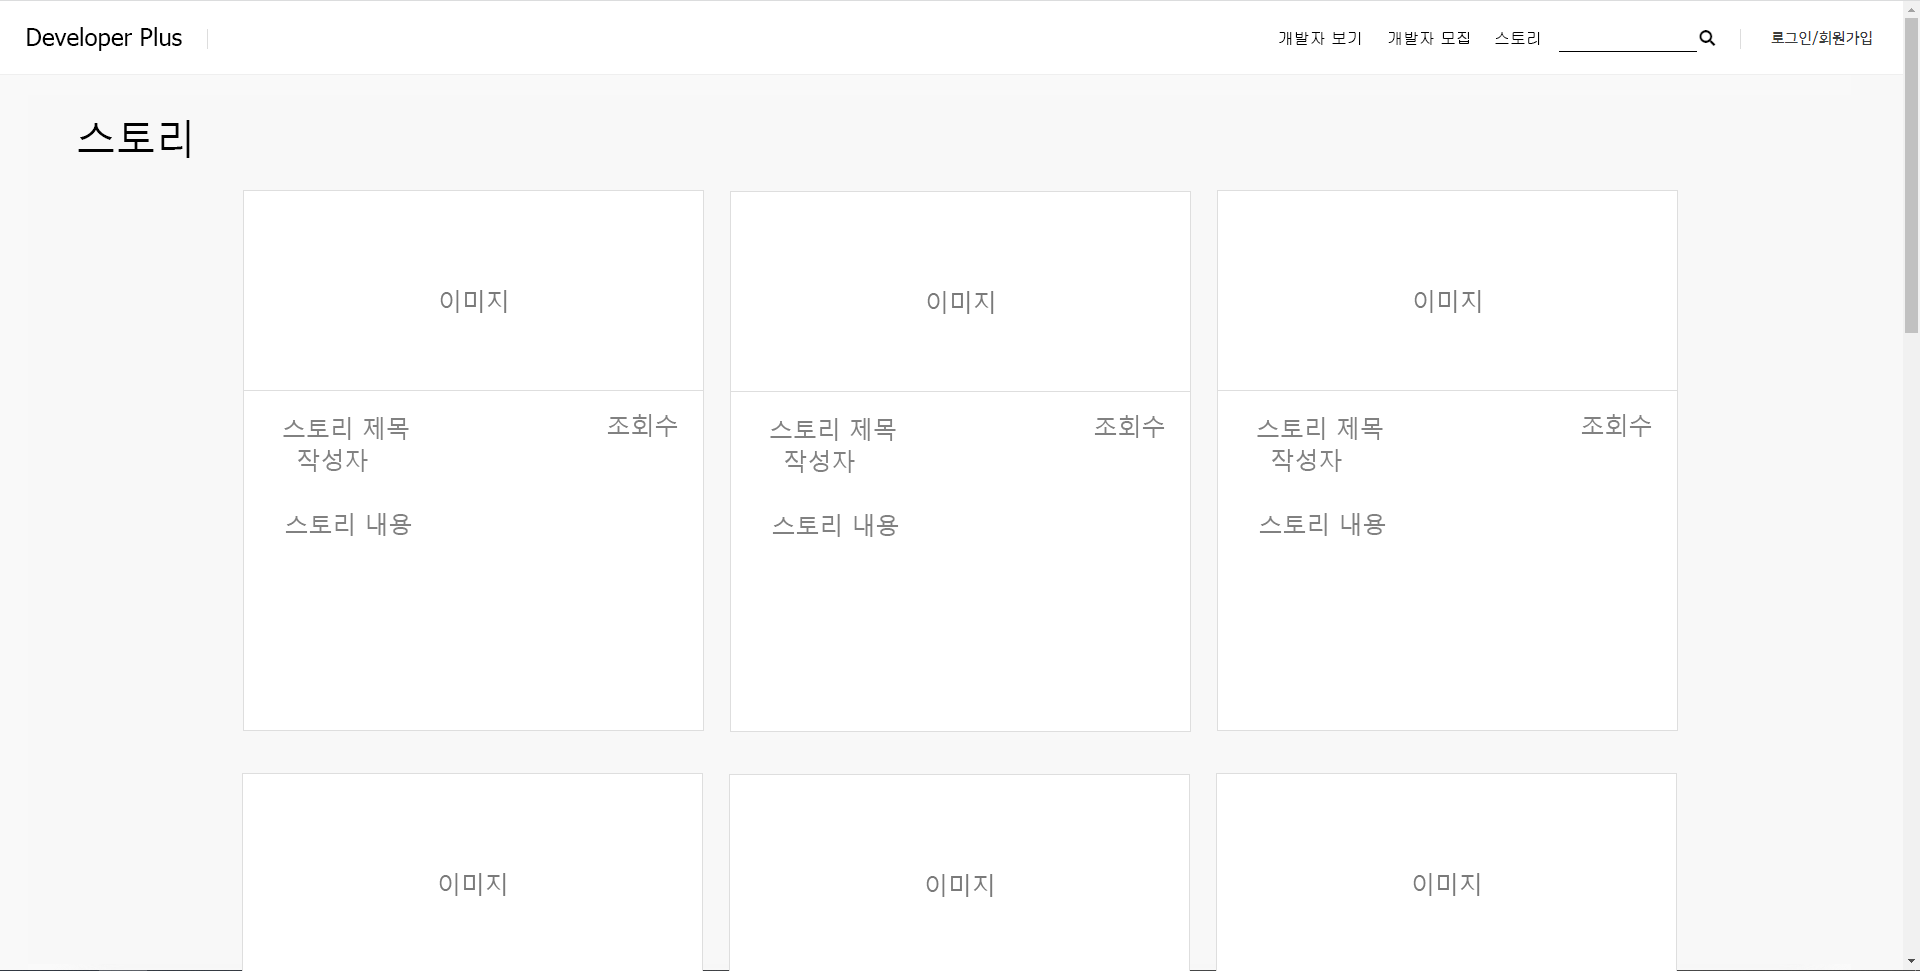 Developer Plus
개발자 보기 개발자 모집 스토리 로그인/회원가입
스토리
이미지 이미지 이미지
스토리 제목 조회수 스토리 제목 조회수 스토리 제목 조회수
작성자 작성자 작성자
스토리 내용 스토리 내용 스토리 내용
이미지 이미지 이미지